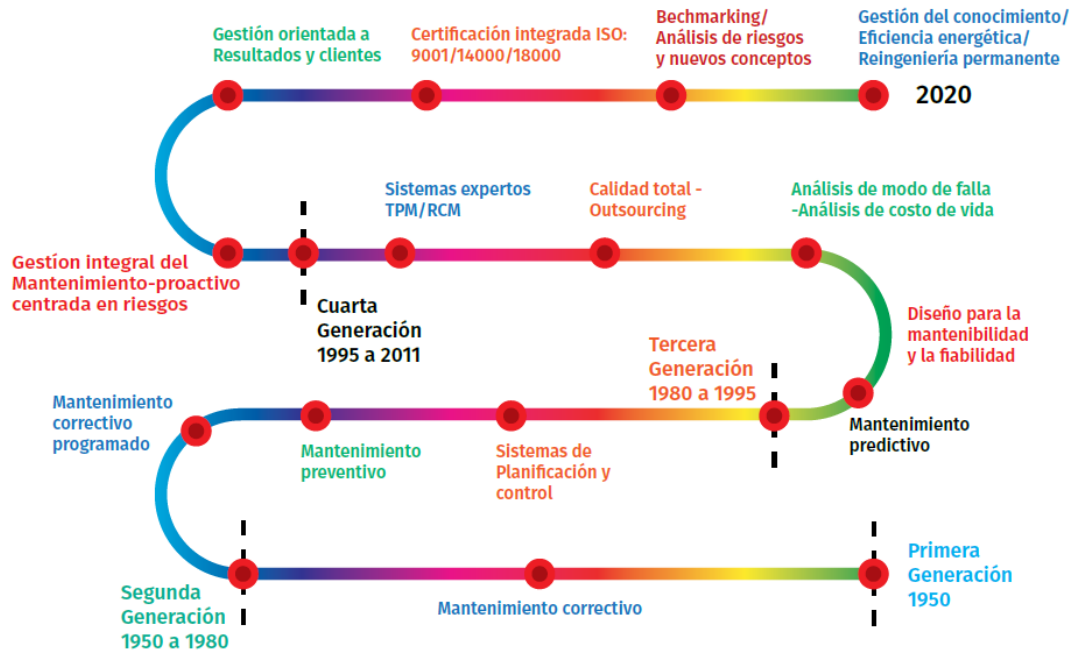 Gestión orientada a
Resultados y clientes
Certificación integrada ISO:
9001/14000/18000
Bechmarking/
Análisis de riesgos
y nuevos conceptos
Gestión del conocimiento/
Eficiencia energética/
Reingeniería permanente
2020
Sistemas expertos
TPM/RCM
Calidad total -
Outsourcing
Análisis de modo de falla
-Análisis de costo de vida
Gestíon integral del
Mantenimiento-proactivo
centrada en riesgos
Cuarta
Generación
1995 a 2011
Tercera
Generación
1980 a 1995
Diseño para la
mantenibilidad
y la fiabilidad
Mantenimiento
correctivo
programado
Mantenimiento
preventivo
Sistemas de
Planificación y
control
Mantenimiento
predictivo
Segunda
Generación
1950 a 1980
Mantenimiento correctivo
Primera
Generación
1950